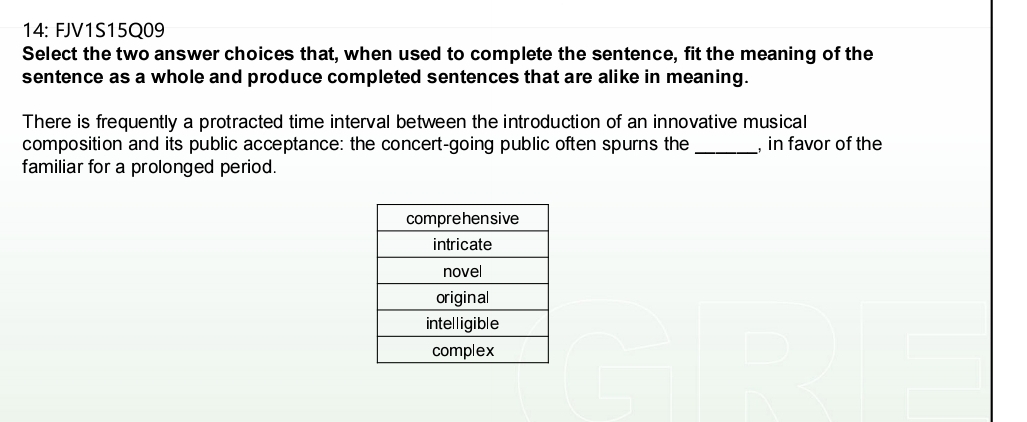 14: FJV1S15Q09
Select the two answer choices that, when used to complete the sentence, fit the meaning of the
sentence as a whole and produce completed sentences that are alike in meaning.
There is frequently a protracted time interval between the introduction of an innovative musical
composition and its public acceptance: the concert-going public often spurns the ______, in favor of the
familiar for a prolonged period.
comprehensive
intricate
novel
original
intelligible
complex
GRE